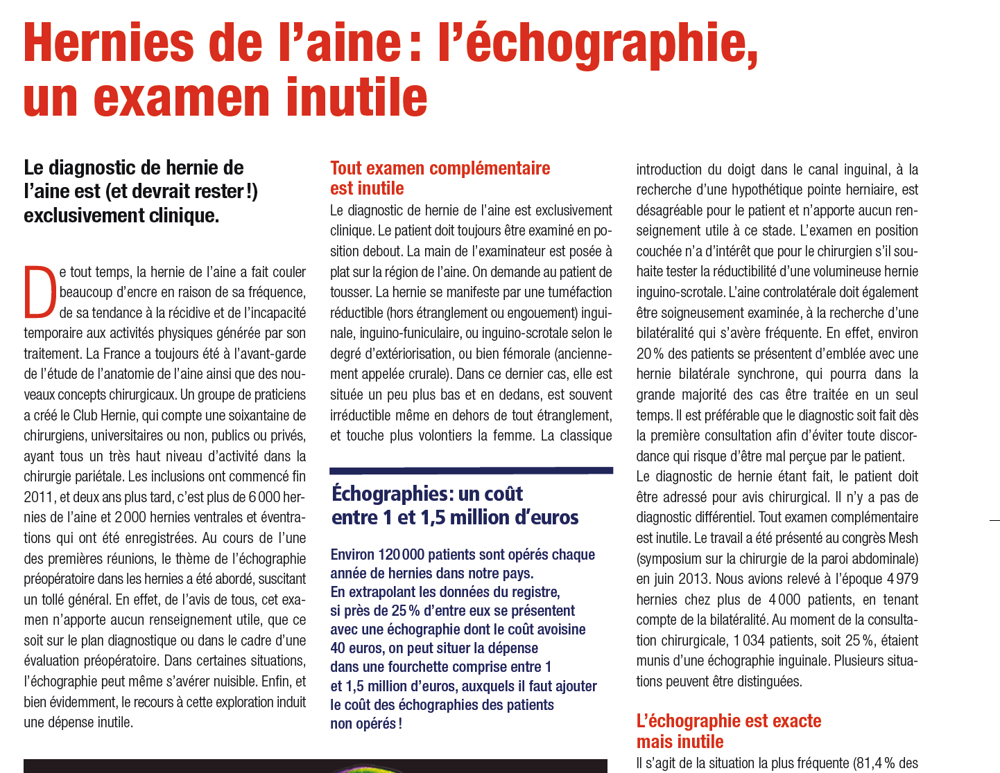 Hernies de l’aine : l’échographie,
un examen inutile
Le diagnostic de hernie de
l’aine est (et devrait rester !)
exclusivement clinique.
De tout temps, la hernie de l’aine a fait couler
beaucoup d’encre en raison de sa fréquence,
de sa tendance à la récidive et de l’incapacité
temporaire aux activités physiques générée par son
traitement. La France a toujours été à l’avant-garde
de l’étude de l’anatomie de l’aine ainsi que des nou-
veaux concepts chirurgicaux. Un groupe de praticiens
a créé le Club Hernie, qui compte une soixantaine de
chirurgiens, universitaires ou non, publics ou privés,
ayant tous un très haut niveau d’activité dans la
chirurgie pariétale. Les inclusions ont commencé fin
2011, et deux ans plus tard, c’est plus de 6 000 her-
nies de l’aine et 2 000 hernies ventrales et éventra-
tions qui ont été enregistrées. Au cours de l’une
des premières réunions, le thème de l’échographie
préopératoire dans les hernies a été abordé, suscitant
un tollé général. En effet, de l’avis de tous, cet exa-
men n’apporte aucun renseignement utile, que ce
soit sur le plan diagnostique ou dans le cadre d’une
évaluation préopératoire. Dans certaines situations,
l’échographie peut même s’avérer nuisible. Enfin, et
bien évidemment, le recours à cette exploration induit
une dépense inutile.
Tout examen complémentaire
est inutile
Le diagnostic de hernie de l’aine est exclusivement
clinique. Le patient doit toujours être examiné en po-
sition debout. La main de l’examinateur est posée à
plat sur la région de l’aine. On demande au patient de
tousser. La hernie se manifeste par une tuméfaction
réductible (hors étranglement ou engouement) ingui-
nale, inguino-funiculaire, ou inguino-scrotale selon le
degré d’extériorisation, ou bien fémorale (ancienne-
ment appelée crurale). Dans ce dernier cas, elle est
située un peu plus bas et en dedans, est souvent
irréductible même en dehors de tout étranglement,
et touche plus volontiers la femme. La classique
Échographies : un coût
entre 1 et 1,5 million d’euros
Environ 120 000 patients sont opérés chaque
année de hernies dans notre pays.
En extrapolant les données du registre,
si près de 25 % d’entre eux se présentent
avec une échographie dont le coût avoisine
40 euros, on peut situer la dépense
dans une fourchette comprise entre 1
et 1,5 million d’euros, auxquels il faut ajouter
le coût des échographies des patients
non opérés !
introduction du doigt dans le canal inguinal, à la
recherche d’une hypothétique pointe herniaire, est
désagréable pour le patient et n’apporte aucun ren-
seignement utile à ce stade. L’examen en position
couchée n’a d’intérêt que pour le chirurgien s’il sou-
haite tester la réductibilité d’une volumineuse hernie
inguino-scrotale. L’aine controlatérale doit également
être soigneusement examinée, à la recherche d’une
bilatéralité qui s’avère fréquente. En effet, environ
20 % des patients se présentent d’emblée avec une
hernie bilatérale synchrone, qui pourra dans la
grande majorité des cas être traitée en un seul
temps. Il est préférable que le diagnostic soit fait dès
la première consultation afin d’éviter toute discor-
dance qui risque d’être mal perçue par le patient.
Le diagnostic de hernie étant fait, le patient doit
être adressé pour avis chirurgical. Il n’y a pas de
diagnostic différentiel. Tout examen complémentaire
est inutile. Le travail a été présenté au congrès Mesh
(symposium sur la chirurgie de la paroi abdominale)
en juin 2013. Nous avions relevé à l’époque 4 979
hernies chez plus de 4 000 patients, en tenant
compte de la bilatéralité. Au moment de la consulta-
tion chirurgicale, 1 034 patients, soit 25 %, étaient
munis d’une échographie inguinale. Plusieurs situa-
tions peuvent être distinguées.
L’échographie est exacte
mais inutile
Il s’agit de la situation la plus fréquente (81,4 % des